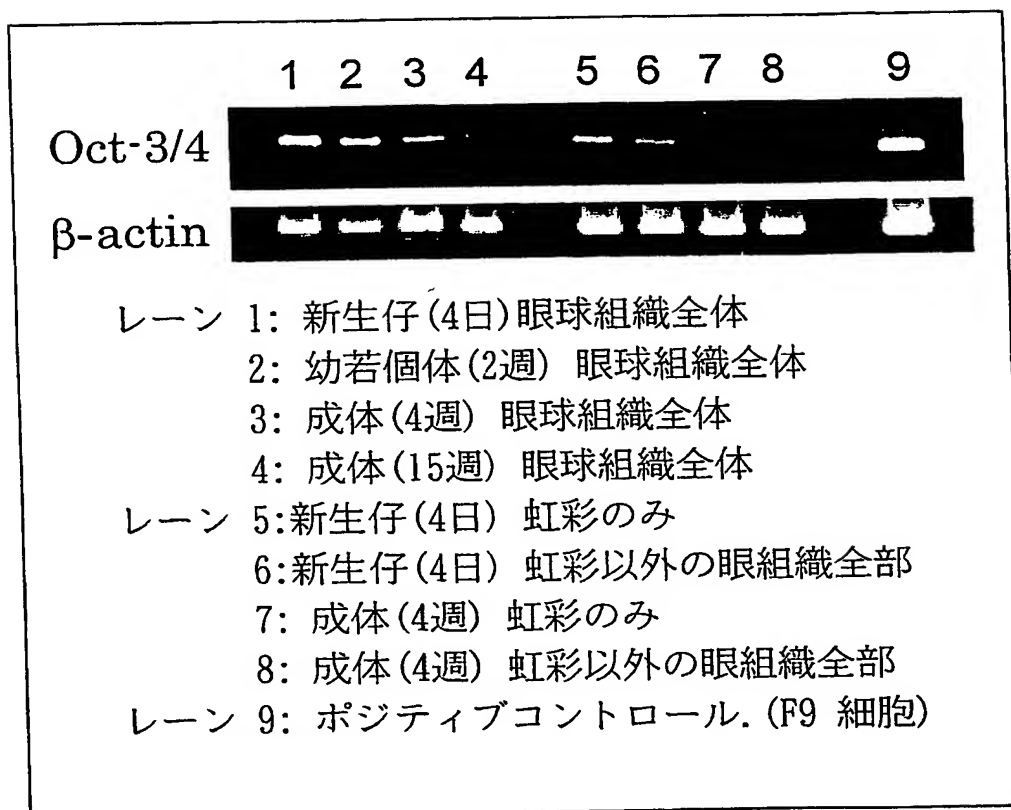 1 2 3 4 5 6 7 8 9
Oct-3/4
β-actin
レーン 1: 新生仔(4日)眼球組織全体
2: 幼若個体(2週) 眼球組織全体
3: 成体(4週) 眼球組織全体
4: 成体(15週) 眼球組織全体
レーン 5:新生仔(4日) 虹彩のみ
6:新生仔(4日) 虹彩以外の眼組織全部
7: 成体(4週) 虹彩のみ
8: 成体(4週) 虹彩以外の眼組織全部
レーン 9: ポジティブコントロール.(F9 細胞)